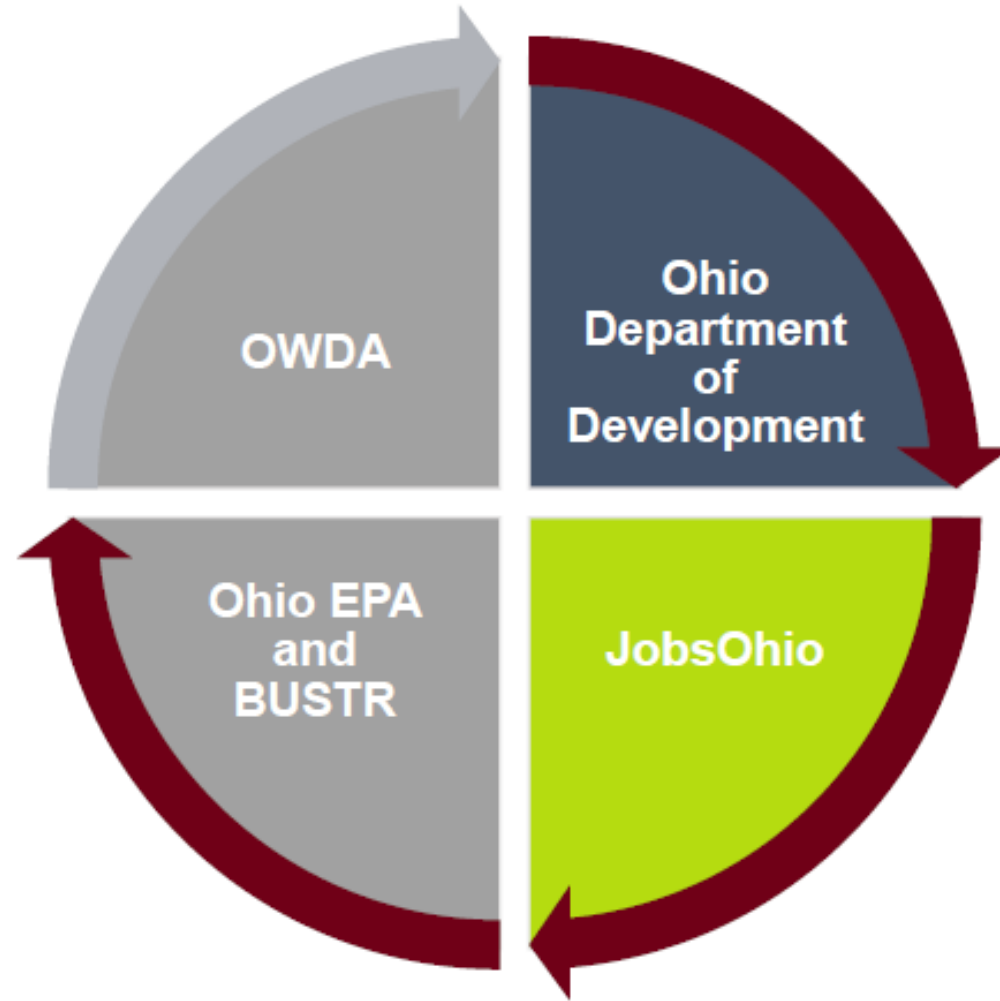 OWDA
Ohio
Department
of
Development
Ohio EPA
and
BUSTR
JobsOhio